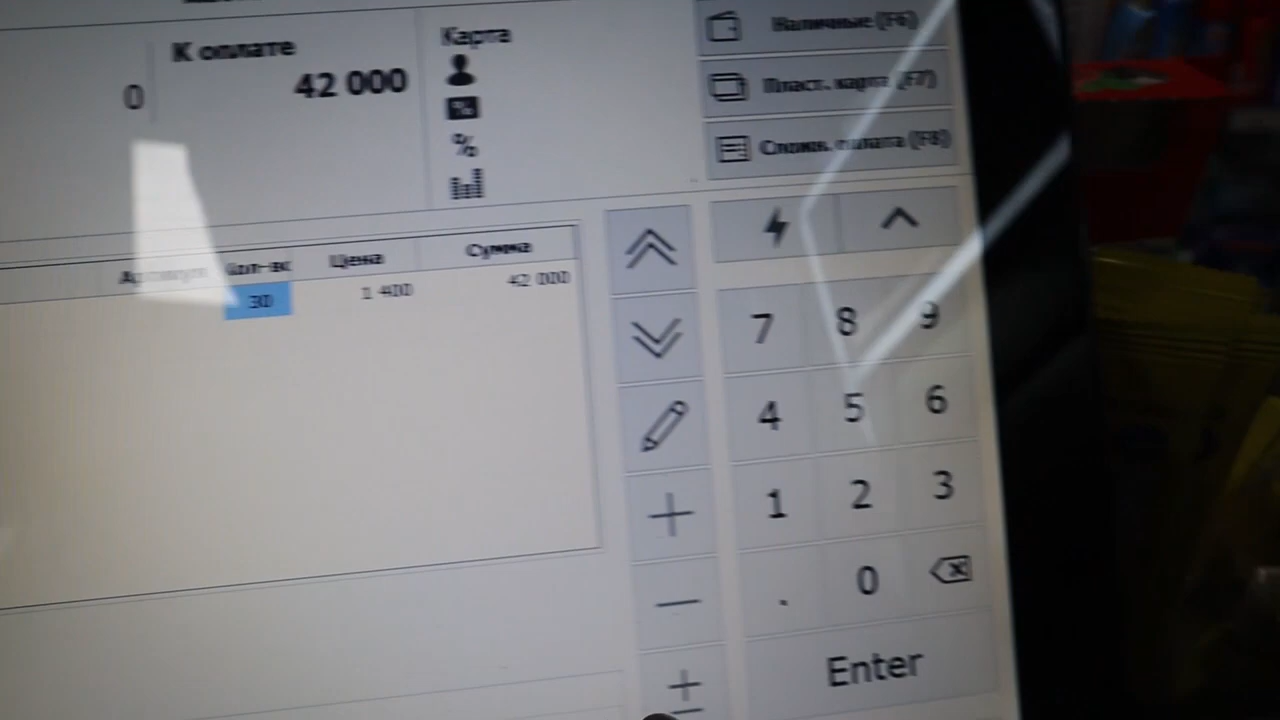 К оплате
0
42 000
Карта
%
Наличные (F6)
Пласт. карта (F7)
Сложн. оплата (F8)
Артикул Кол-во Цена Сумма
30 1 400 42 000
7 8 9
4 5 6
1 2 3
. 0
Enter